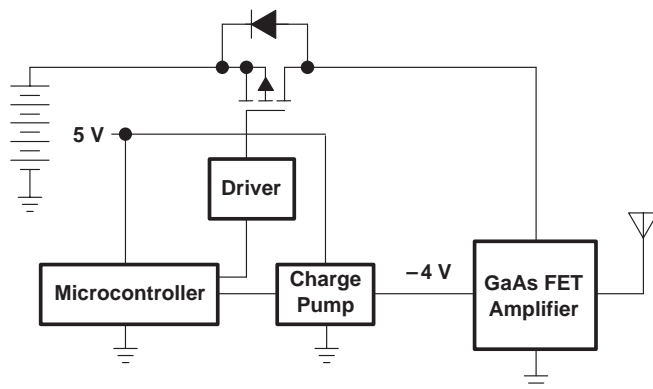 5 V
Driver
Microcontroller
Charge
Pump
−4 V
GaAs FET
Amplifier